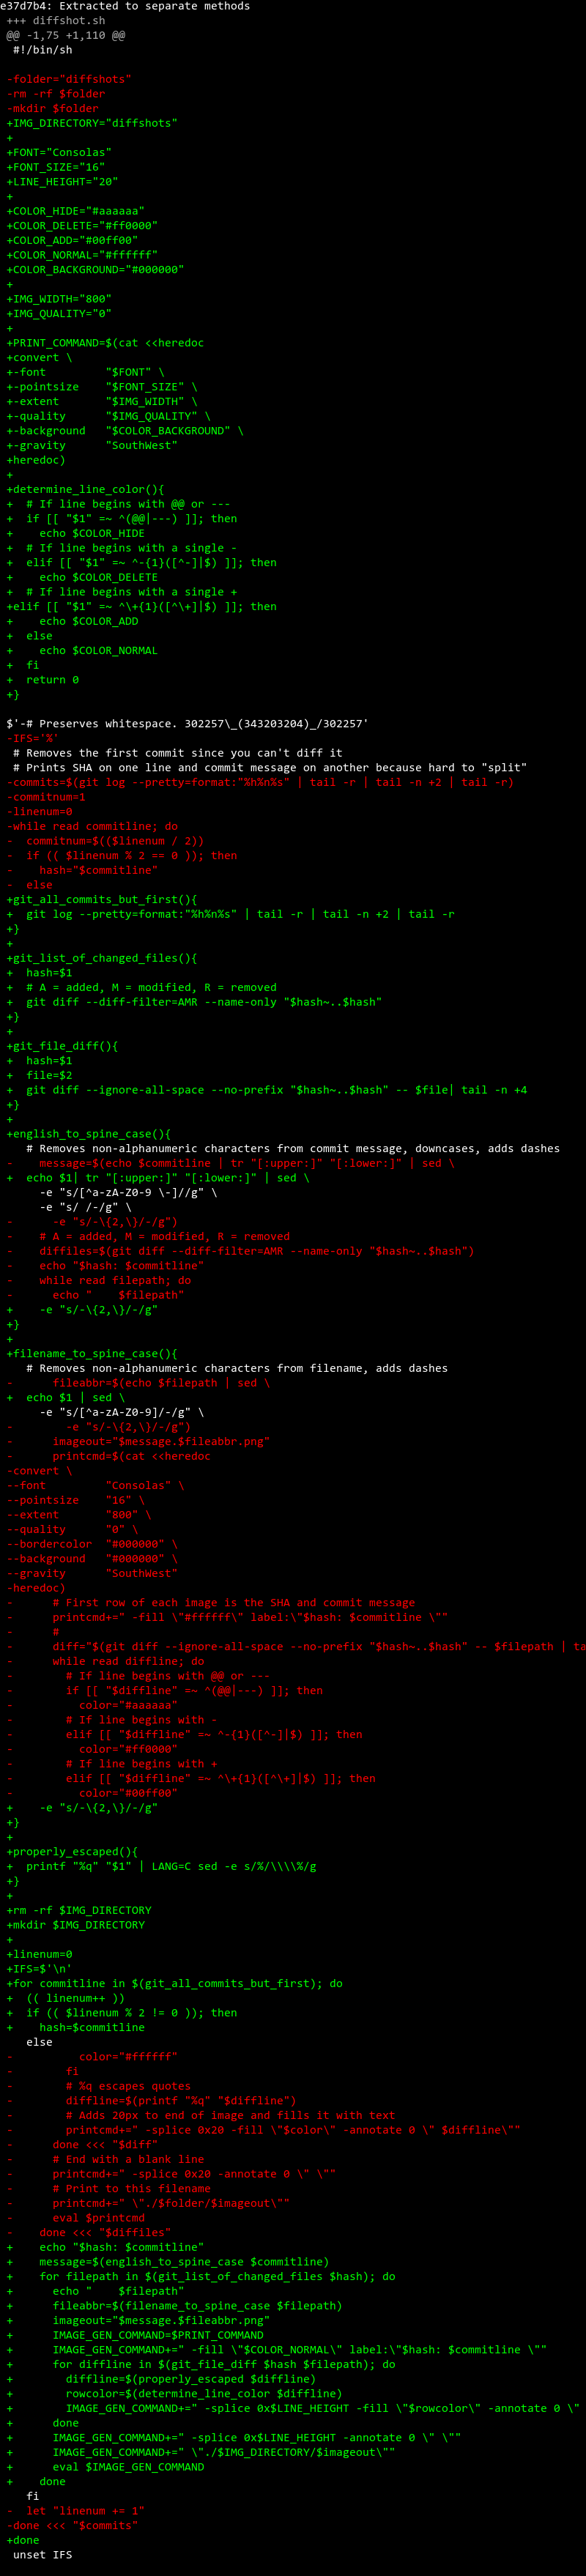 e37d7b4: Extracted to separate methods
 +++ diffshot.sh
 @@ -1,75 +1,110 @@
  #!/bin/sh

 -folder="diffshots"
 -rm -rf $folder
 -mkdir $folder
 +IMG_DIRECTORY="diffshots"
 +
 +FONT="Consolas"
 +FONT_SIZE="16"
 +LINE_HEIGHT="20"
 +
 +COLOR_HIDE="#aaaaaa"
 +COLOR_DELETE="#ff0000"
 +COLOR_ADD="#00ff00"
 +COLOR_NORMAL="#ffffff"
 +COLOR_BACKGROUND="#000000"
 +
 +IMG_WIDTH="800"
 +IMG_QUALITY="0"
 +
 +PRINT_COMMAND=$(cat <<heredoc
 +convert \
 +-font         "$FONT" \
 +-pointsize    "$FONT_SIZE" \
 +-extent       "$IMG_WIDTH" \
 +-quality      "$IMG_QUALITY" \
 +-background   "$COLOR_BACKGROUND" \
 +-gravity      "SouthWest"
 +heredoc)
 +
 +determine_line_color(){
 +  # If line begins with @@ or ---
 +  if [[ "$1" =~ ^(@@|---) ]]; then
 +    echo $COLOR_HIDE
 +  # If line begins with a single -
 +  elif [[ "$1" =~ ^-{1}([^-]|$) ]]; then
 +    echo $COLOR_DELETE
 +  # If line begins with a single +
 +elif [[ "$1" =~ ^\+{1}([^\+]|$) ]]; then
 +    echo $COLOR_ADD
 +  else
 +    echo $COLOR_NORMAL
 +  fi
 +  return 0
 +}

 $'-# Preserves whitespace. 302257\_(343203204)_/302257'
 -IFS='%'
  # Removes the first commit since you can't diff it
  # Prints SHA on one line and commit message on another because hard to "split"
 -commits=$(git log --pretty=format:"%h%n%s" | tail -r | tail -n +2 | tail -r)
 -commitnum=1
 -linenum=0
 -while read commitline; do
 -  commitnum=$(($linenum / 2))
 -  if (( $linenum % 2 == 0 )); then
 -    hash="$commitline"
 -  else
 +git_all_commits_but_first(){
 +  git log --pretty=format:"%h%n%s" | tail -r | tail -n +2 | tail -r
 +}
 +
 +git_list_of_changed_files(){
 +  hash=$1
 +  # A = added, M = modified, R = removed
 +  git diff --diff-filter=AMR --name-only "$hash~..$hash"
 +}
 +
 +git_file_diff(){
 +  hash=$1
 +  file=$2
 +  git diff --ignore-all-space --no-prefix "$hash~..$hash" -- $file| tail -n +4
 +}
 +
 +english_to_spine_case(){
    # Removes non-alphanumeric characters from commit message, downcases, adds dashes
 -    message=$(echo $commitline | tr "[:upper:]" "[:lower:]" | sed \
 +  echo $1| tr "[:upper:]" "[:lower:]" | sed \
      -e "s/[^a-zA-Z0-9 \-]//g" \
      -e "s/ /-/g" \
 -      -e "s/-\{2,\}/-/g")
 -    # A = added, M = modified, R = removed
 -    diffiles=$(git diff --diff-filter=AMR --name-only "$hash~..$hash")
 -    echo "$hash: $commitline"
 -    while read filepath; do
 -      echo "    $filepath"
 +    -e "s/-\{2,\}/-/g"
 +}
 +
 +filename_to_spine_case(){
    # Removes non-alphanumeric characters from filename, adds dashes
 -      fileabbr=$(echo $filepath | sed \
 +  echo $1 | sed \
      -e "s/[^a-zA-Z0-9]/-/g" \
 -        -e "s/-\{2,\}/-/g")
 -      imageout="$message.$fileabbr.png"
 -      printcmd=$(cat <<heredoc
 -convert \
 --font         "Consolas" \
 --pointsize    "16" \
 --extent       "800" \
 --quality      "0" \
 --bordercolor  "#000000" \
 --background   "#000000" \
 --gravity      "SouthWest"
 -heredoc)
 -      # First row of each image is the SHA and commit message
 -      printcmd+=" -fill \"#ffffff\" label:\"$hash: $commitline \""
 -      #
 -      diff="$(git diff --ignore-all-space --no-prefix "$hash~..$hash" -- $filepath | ta
 -      while read diffline; do
 -        # If line begins with @@ or ---
 -        if [[ "$diffline" =~ ^(@@|---) ]]; then
 -          color="#aaaaaa"
 -        # If line begins with -
 -        elif [[ "$diffline" =~ ^-{1}([^-]|$) ]]; then
 -          color="#ff0000"
 -        # If line begins with +
 -        elif [[ "$diffline" =~ ^\+{1}([^\+]|$) ]]; then
 -          color="#00ff00"
 +    -e "s/-\{2,\}/-/g"
 +}
 +
 +properly_escaped(){
 +  printf "%q" "$1" | LANG=C sed -e s/%/\\\\%/g
 +}
 +
 +rm -rf $IMG_DIRECTORY
 +mkdir $IMG_DIRECTORY
 +
 +linenum=0
 +IFS=$'\n'
 +for commitline in $(git_all_commits_but_first); do
 +  (( linenum++ ))
 +  if (( $linenum % 2 != 0 )); then
 +    hash=$commitline
    else
 -          color="#ffffff"
 -        fi
 -        # %q escapes quotes
 -        diffline=$(printf "%q" "$diffline")
 -        # Adds 20px to end of image and fills it with text
 -        printcmd+=" -splice 0x20 -fill \"$color\" -annotate 0 \" $diffline\""
 -      done <<< "$diff"
 -      # End with a blank line
 -      printcmd+=" -splice 0x20 -annotate 0 \" \""
 -      # Print to this filename
 -      printcmd+=" \"./$folder/$imageout\""
 -      eval $printcmd
 -    done <<< "$diffiles"
 +    echo "$hash: $commitline"
 +    message=$(english_to_spine_case $commitline)
 +    for filepath in $(git_list_of_changed_files $hash); do
 +      echo "    $filepath"
 +      fileabbr=$(filename_to_spine_case $filepath)
 +      imageout="$message.$fileabbr.png"
 +      IMAGE_GEN_COMMAND=$PRINT_COMMAND
 +      IMAGE_GEN_COMMAND+=" -fill \"$COLOR_NORMAL\" label:\"$hash: $commitline \""
 +      for diffline in $(git_file_diff $hash $filepath); do
 +        diffline=$(properly_escaped $diffline)
 +        rowcolor=$(determine_line_color $diffline)
 +        IMAGE_GEN_COMMAND+=" -splice 0x$LINE_HEIGHT -fill \"$rowcolor\" -annotate 0 \"
 +      done
 +      IMAGE_GEN_COMMAND+=" -splice 0x$LINE_HEIGHT -annotate 0 \" \""
 +      IMAGE_GEN_COMMAND+=" \"./$IMG_DIRECTORY/$imageout\""
 +      eval $IMAGE_GEN_COMMAND
 +    done
    fi
 -  let "linenum += 1"
 -done <<< "$commits"
 +done
  unset IFS